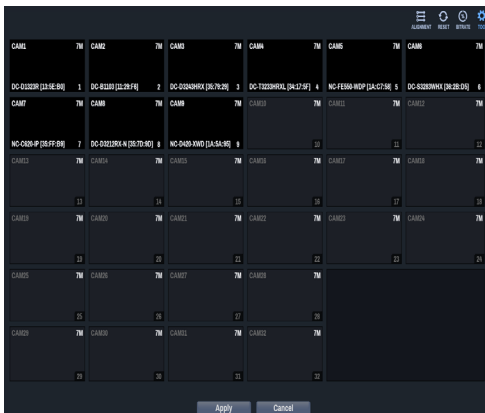 ALIGNMENT RESET BITRATE TOO
CAM1 7M CAM2 7M CAM3 7M CAM4 7M CAM5 7M CAM6 7M
DC-D1323R [13:5E:B0] 1 DC-B1103 [11:29:F6] 2 DC-D3243HRX [35:79:29] 3 DC-T3233HRXL [34:17:5F] 4 NC-FE550-WDP [1A:C7:58] 5 DC-S3283WHX [38:2B:D5] 6
CAM7 7M CAM8 7M CAM9 7M CAM10 7M CAM11 7M CAM12 7M
NC-C620-IP [35:FF:B9] 7 DC-D3212RX-N [35:7D:9D] 8 NC-D420-XWD [1A:5A:95] 9 10 11 12
CAM13 7M CAM14 7M CAM15 7M CAM16 7M CAM17 7M CAM18 7M
13 14 15 16 17 18
CAM19 7M CAM20 7M CAM21 7M CAM22 7M CAM23 7M CAM24 7M
19 20 21 22 23 24
CAM25 7M CAM26 7M CAM27 7M CAM28 7M
25 26 27 28
CAM29 7M CAM30 7M CAM31 7M CAM32 7M
29 30 31 32
Apply Cancel